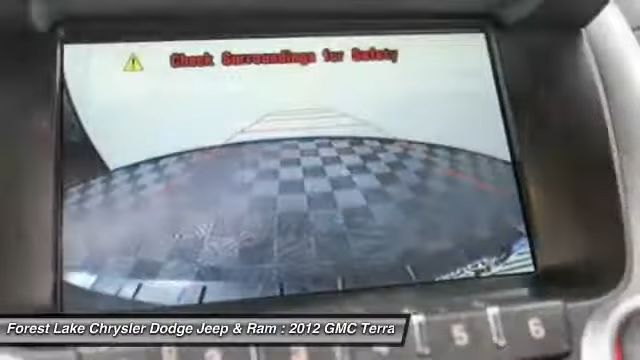 Check Surroundings for Safety
Forest Lake Chrysler Dodge Jeep & Ram : 2012 GMC Terra
5 6